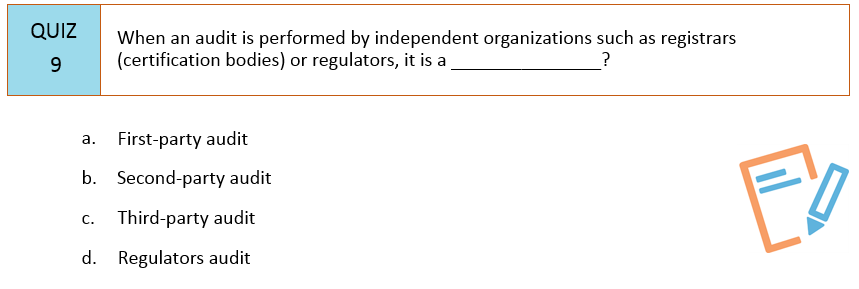 QUIZ
9
When an audit is performed by independent organizations such as registrars
(certification bodies) or regulators, it is a ________________?
a. First-party audit
b. Second-party audit
c. Third-party audit
d. Regulators audit